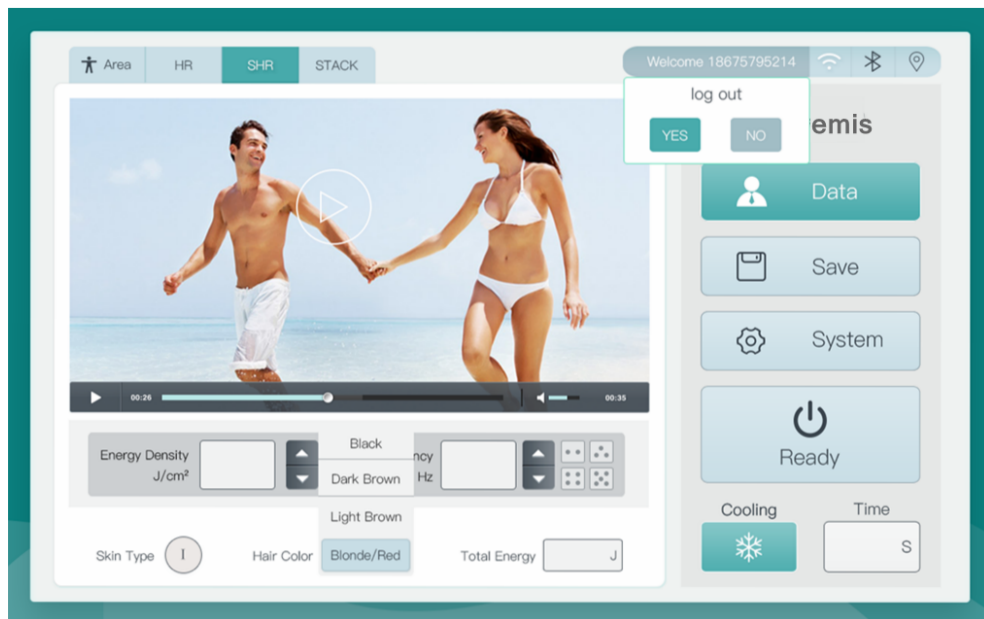 Area
HR
SHR
STACK
Welcome 18675795214
log out
YES
NO
emis
Data
Save
System
Ready
00:26
00:35
Energy Density
J/cm²
Black
Dark Brown
Light Brown
Blonde/Red
ncy
Hz
Skin Type
I
Hair Color
Total Energy
J
Cooling
Time
S